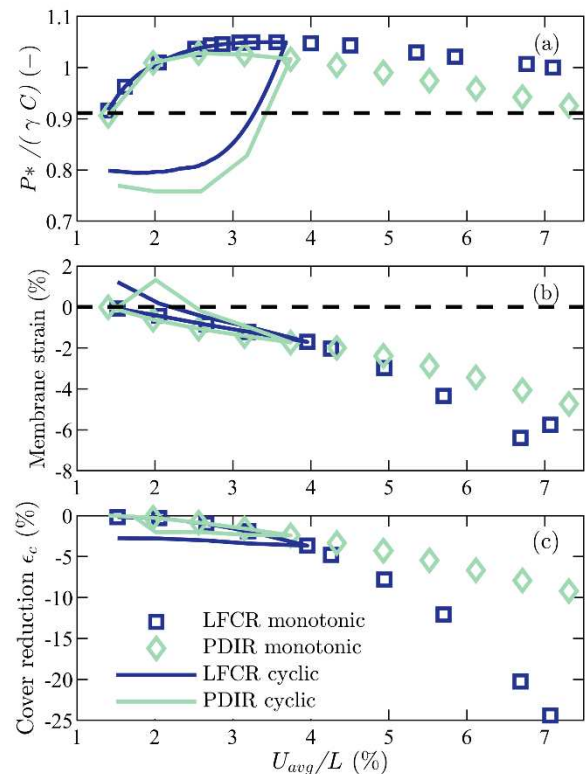 1.1
1
0.9
0.8
0.7
P* /( γ C) (−)
(a)
1 2 3 4 5 6 7
2
0
-2
-4
-6
-8
Membrane strain (%)
(b)
1 2 3 4 5 6 7
0
-5
-10
-15
-20
-25
Cover reduction ϵc (%)
(c)
LFCR monotonic
PDIR monotonic
LFCR cyclic
PDIR cyclic
1 2 3 4 5 6 7
Uavg/L (%)